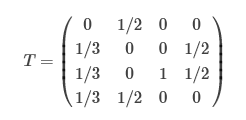 0 1/2 0 0
1/3 0 0 1/2
T = 1/3 0 1 1/2
1/3 1/2 0 0